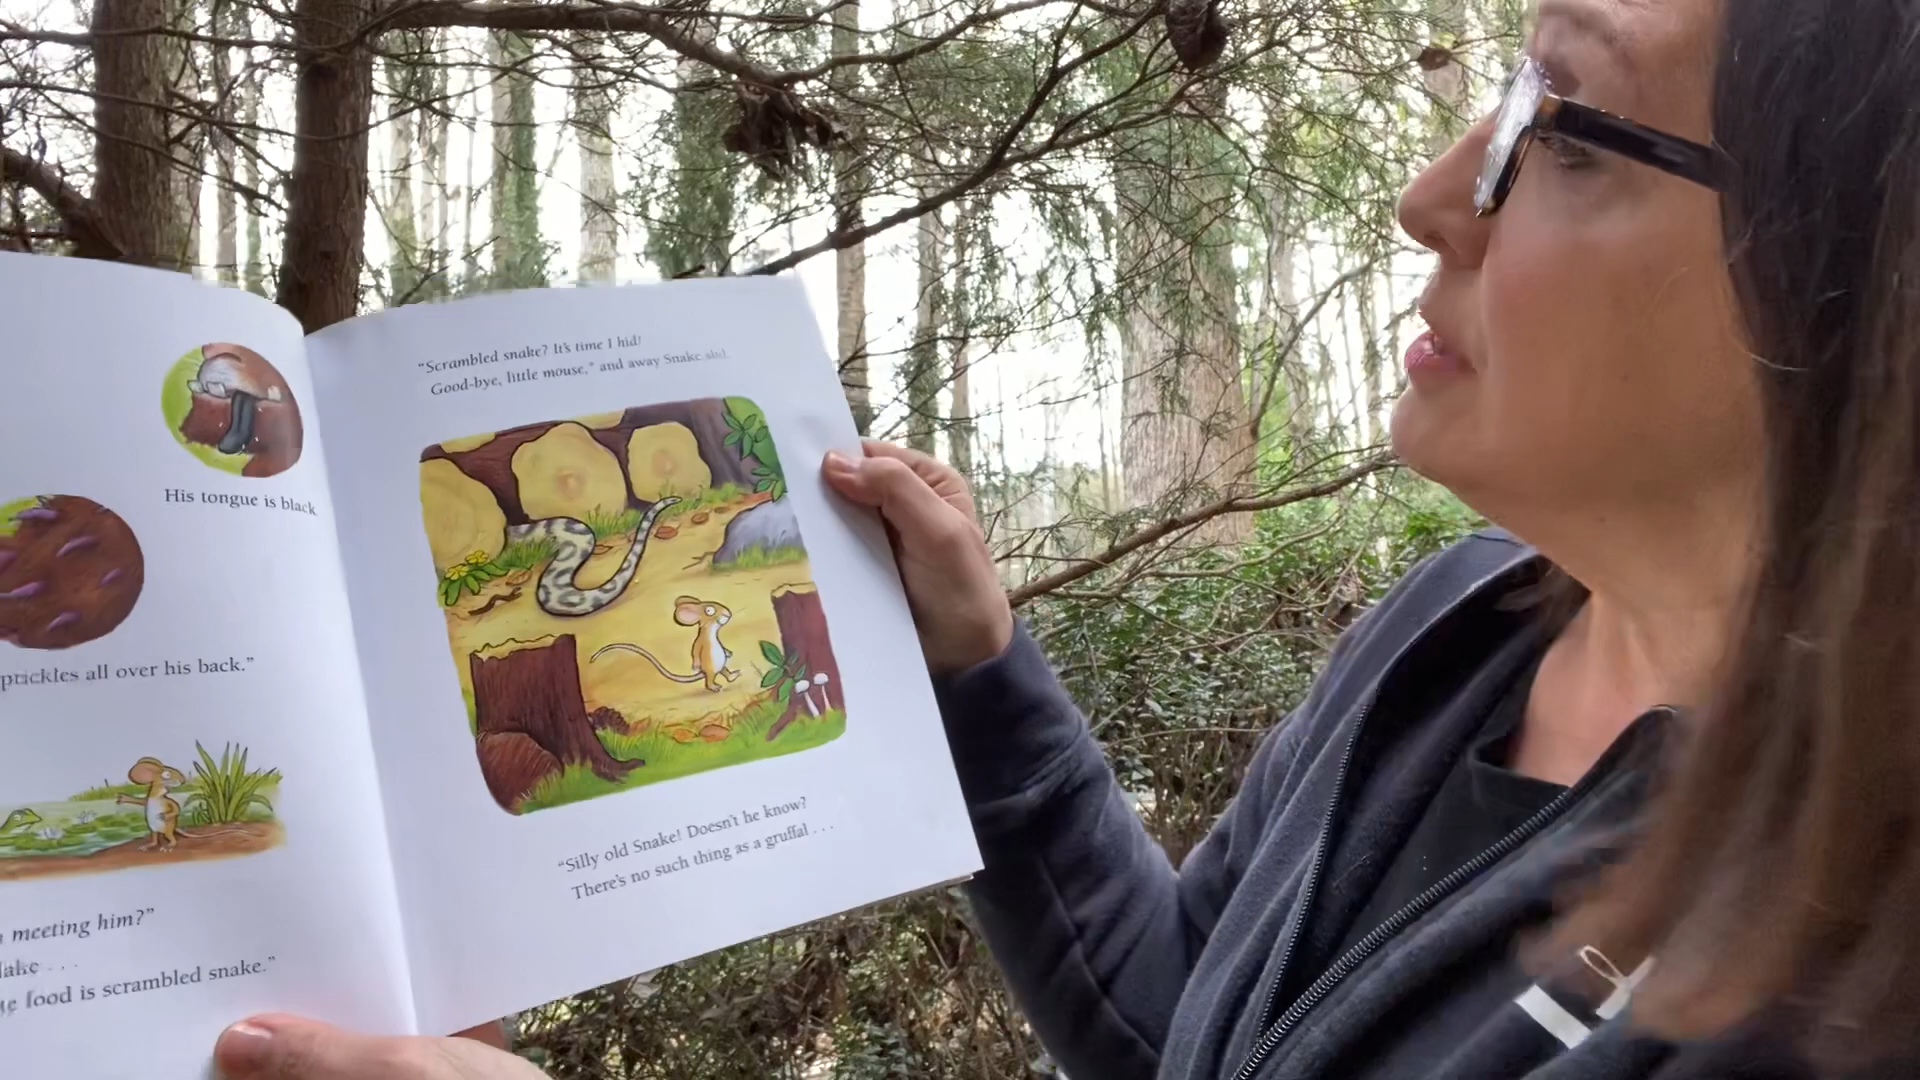 His tongue is black
prickles all over his back."
meeting him?"
lake . . .
food is scrambled snake."
"Scrambled snake? It's time I hid!
Good-bye, little mouse," and away Snake slid.
"Silly old Snake! Doesn't he know?
There's no such thing as a gruffal . . .